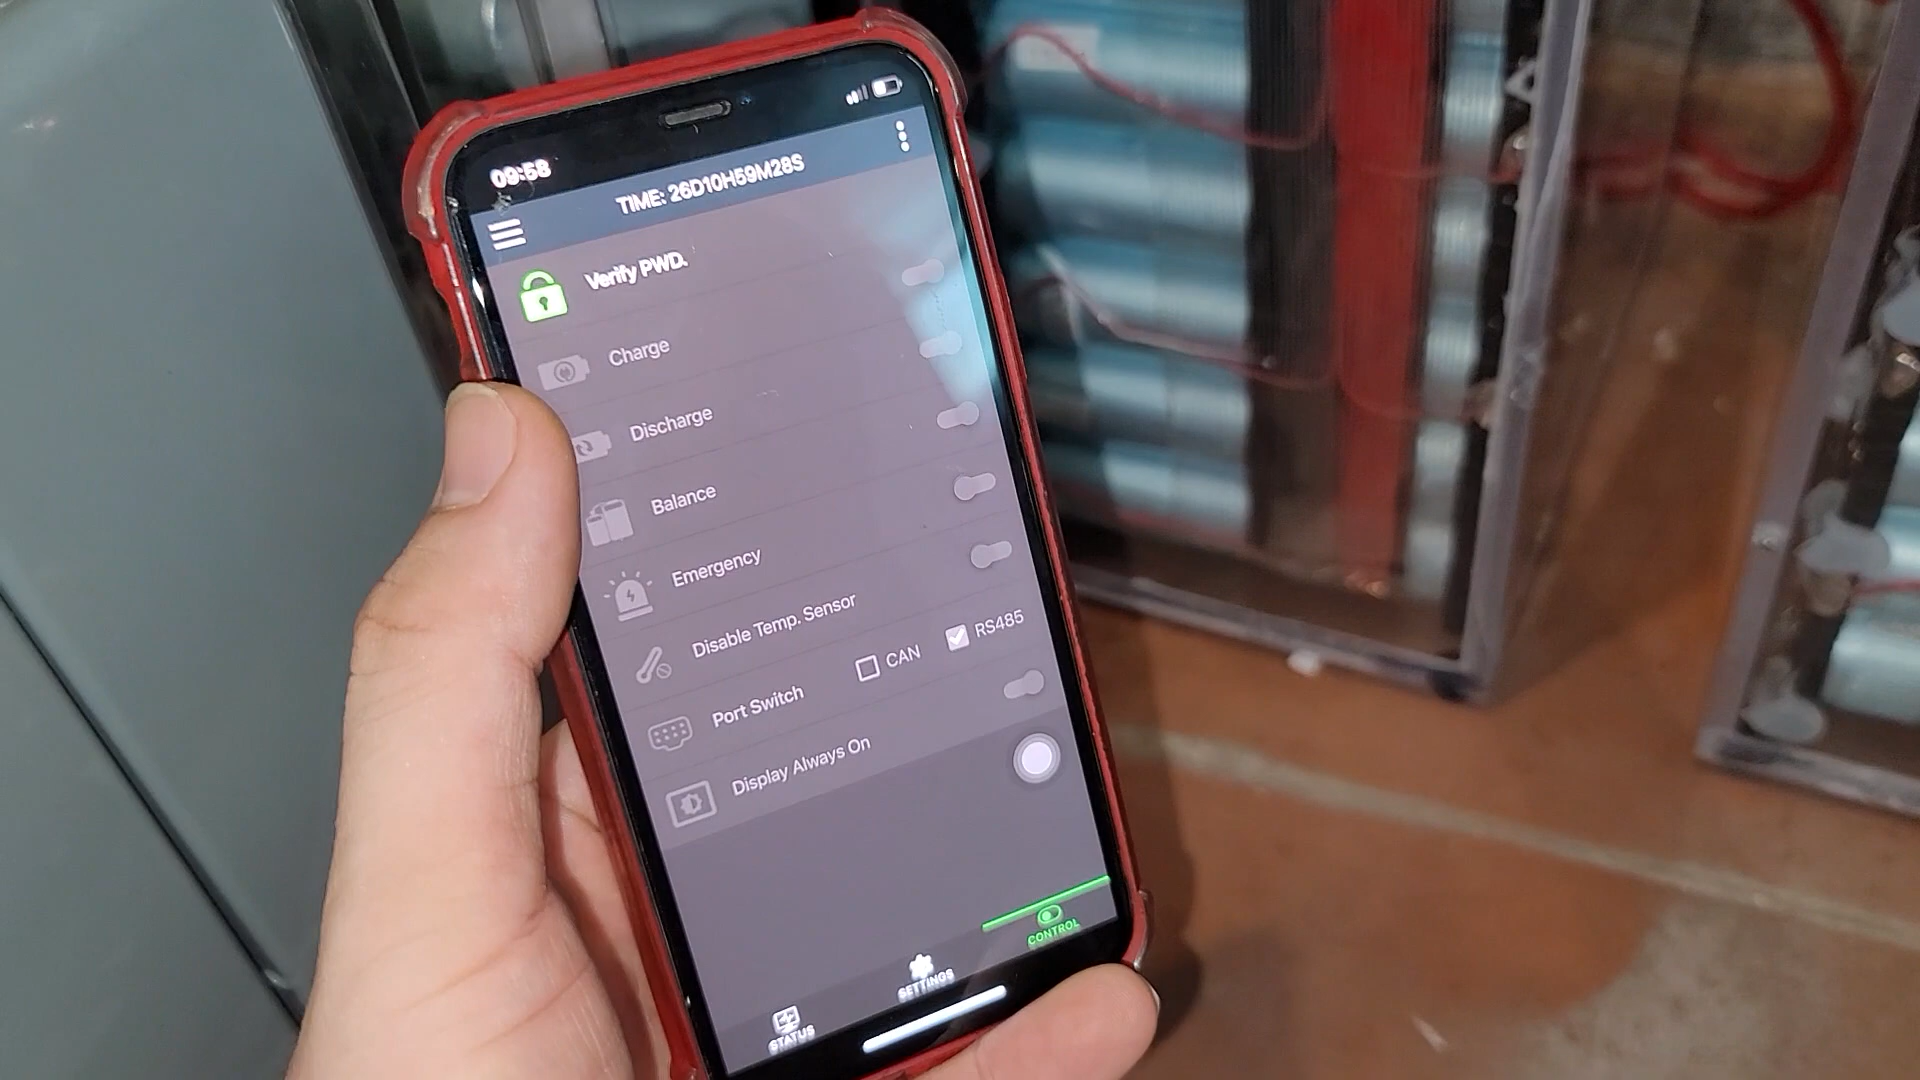 09:58
TIME: 26D10H59M28S
Verify PWD.
Charge
Discharge
Balance
Emergency
Disable Temp. Sensor
Port Switch
CAN
RS485
Display Always On
STATUS
SETTINGS
CONTROL